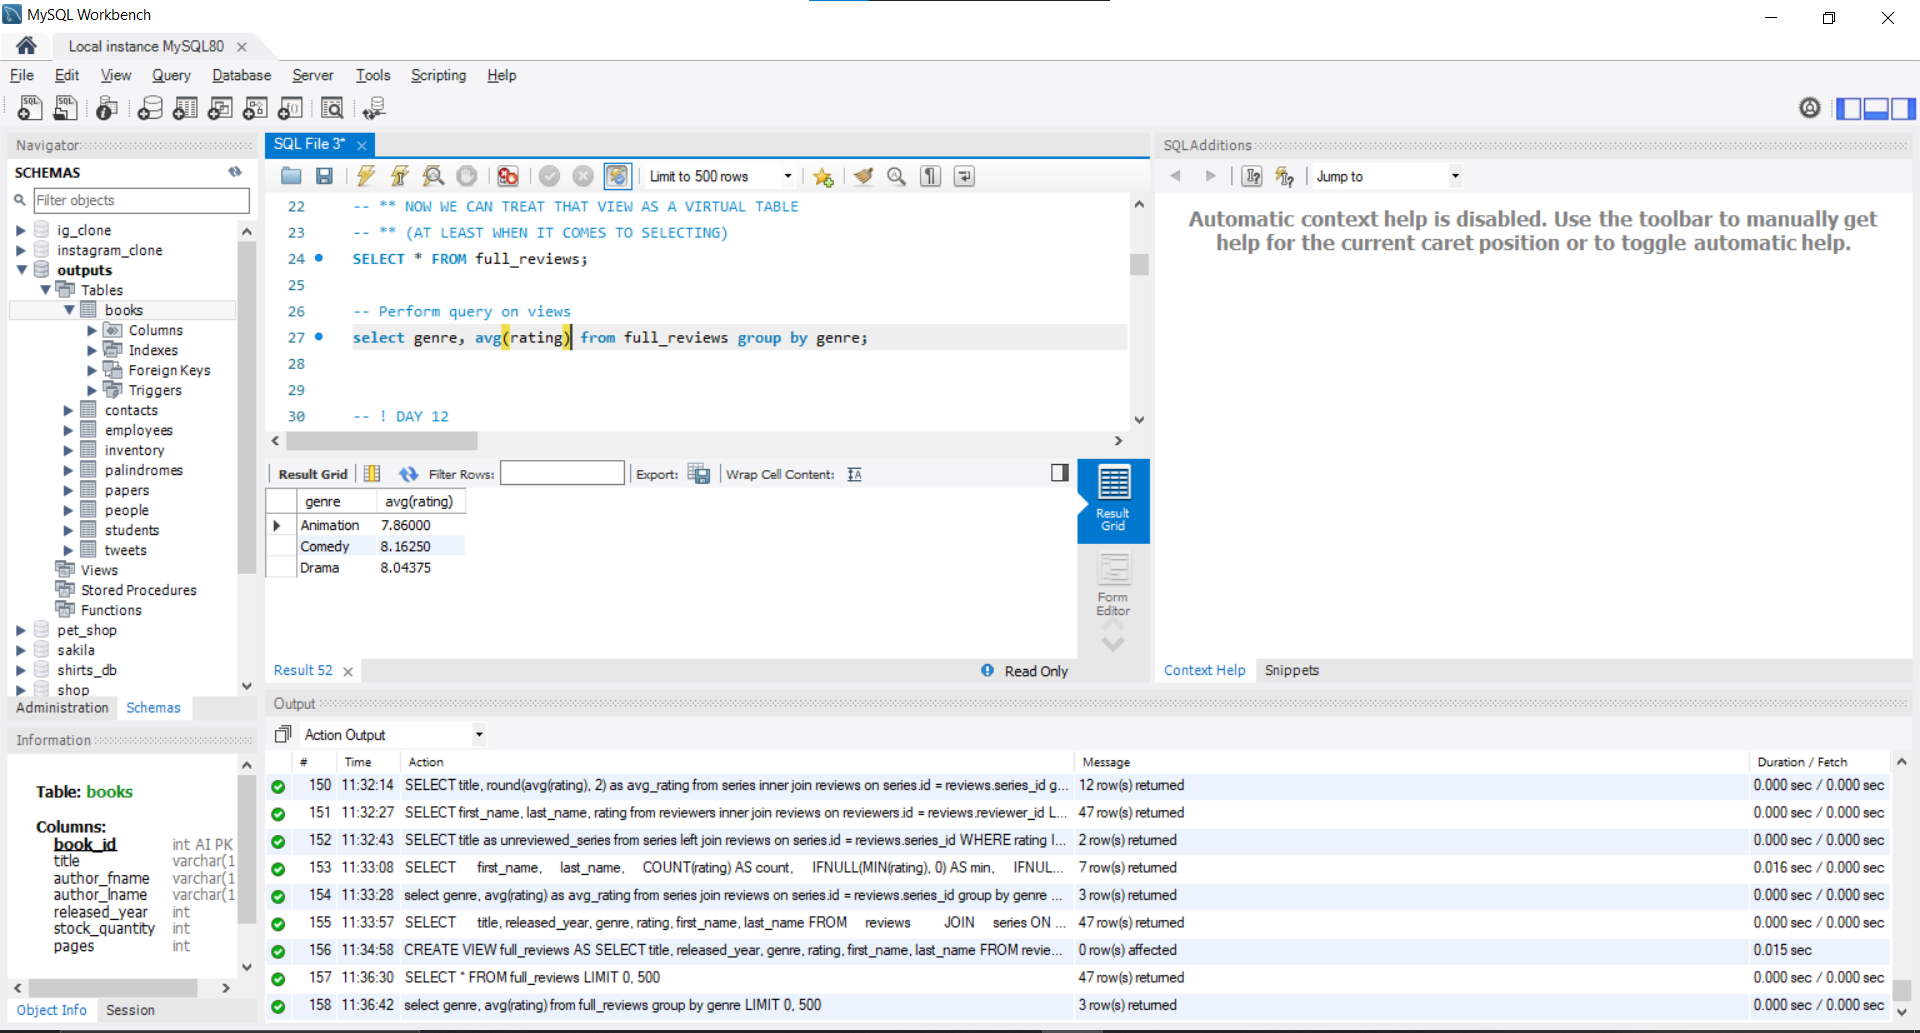 MySQL Workbench
Local instance MySQL80
File Edit View Query Database Server Tools Scripting Help
Navigator
SCHEMAS
Filter objects
ig_clone
instagram_clone
outputs
Tables
books
Columns
Indexes
Foreign Keys
Triggers
contacts
employees
inventory
palindromes
papers
people
students
tweets
Views
Stored Procedures
Functions
pet_shop
sakila
shirts_db
shop
Administration Schemas
Information
Table: books
Columns:
book_id int AI PK
title varchar(1
author_fname varchar(1
author_lname varchar(1
released_year int
stock_quantity int
pages int
Object Info Session
SQL File 3*
Limit to 500 rows
22 -- ** NOW WE CAN TREAT THAT VIEW AS A VIRTUAL TABLE
23 -- ** (AT LEAST WHEN IT COMES TO SELECTING)
24 SELECT * FROM full_reviews;
25
26 -- Perform query on views
27 select genre, avg(rating) from full_reviews group by genre;
28
29
30 -- ! DAY 12
Result Grid Filter Rows: Export: Wrap Cell Content:
genre avg(rating)
Animation 7.86000
Comedy 8.16250
Drama 8.04375
Result Grid
Form Editor
Result 52
Read Only
SQLAdditions
Jump to
Automatic context help is disabled. Use the toolbar to manually get
help for the current caret position or to toggle automatic help.
Context Help Snippets
Output
Action Output
# Time Action Message Duration / Fetch
150 11:32:14 SELECT title, round(avg(rating), 2) as avg_rating from series inner join reviews on series.id = reviews.series_id g... 12 row(s) returned 0.000 sec / 0.000 sec
151 11:32:27 SELECT first_name, last_name, rating from reviewers inner join reviews on reviewers.id = reviews.reviewer_id L... 47 row(s) returned 0.000 sec / 0.000 sec
152 11:32:43 SELECT title as unreviewed_series from series left join reviews on series.id = reviews.series_id WHERE rating I... 2 row(s) returned 0.000 sec / 0.000 sec
153 11:33:08 SELECT first_name, last_name, COUNT(rating) AS count, IFNULL(MIN(rating), 0) AS min, IFNUL... 7 row(s) returned 0.016 sec / 0.000 sec
154 11:33:28 select genre, avg(rating) as avg_rating from series join reviews on series.id = reviews.series_id group by genre ... 3 row(s) returned 0.000 sec / 0.000 sec
155 11:33:57 SELECT title, released_year, genre, rating, first_name, last_name FROM reviews JOIN series ON ... 47 row(s) returned 0.000 sec / 0.000 sec
156 11:34:58 CREATE VIEW full_reviews AS SELECT title, released_year, genre, rating, first_name, last_name FROM revie... 0 row(s) affected 0.015 sec
157 11:36:30 SELECT * FROM full_reviews LIMIT 0, 500 47 row(s) returned 0.000 sec / 0.000 sec
158 11:36:42 select genre, avg(rating) from full_reviews group by genre LIMIT 0, 500 3 row(s) returned 0.000 sec / 0.000 sec